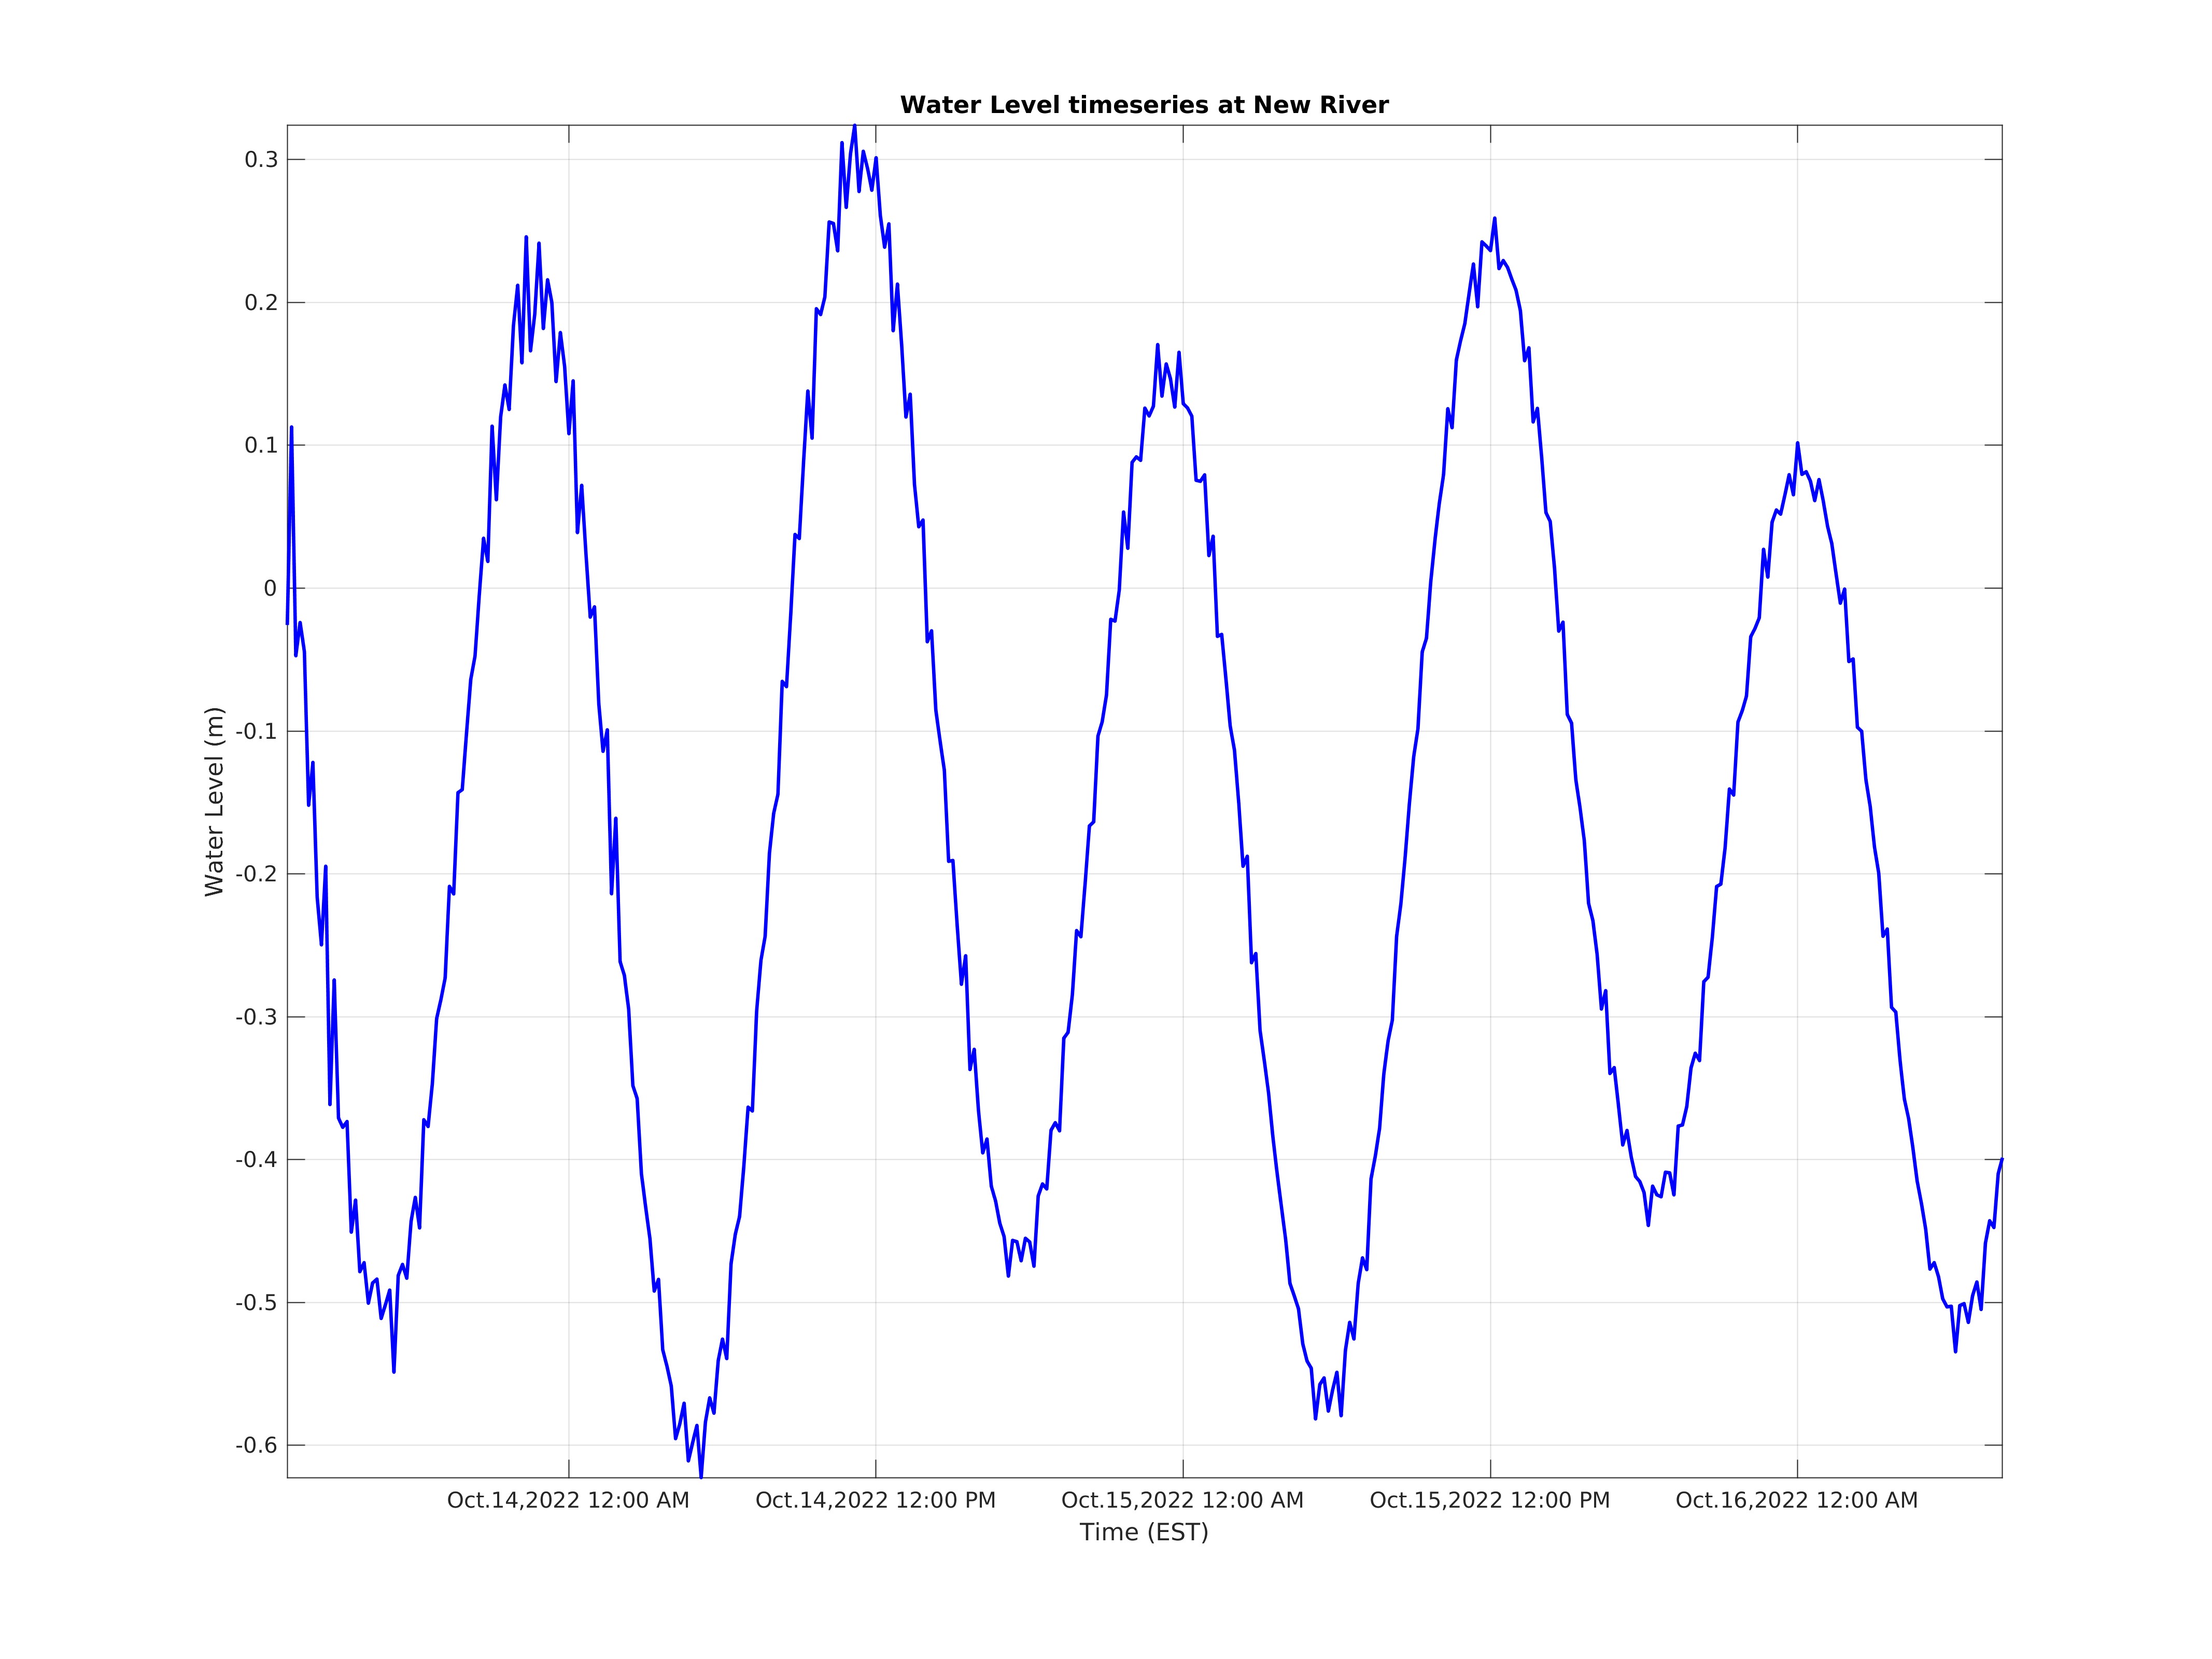 Water Level timeseries at New River
0.3
0.2
0.1
0
-0.1
-0.2
-0.3
-0.4
-0.5
-0.6
Water Level (m)
Oct.14,2022 12:00 AM
Oct.14,2022 12:00 PM
Oct.15,2022 12:00 AM
Oct.15,2022 12:00 PM
Oct.16,2022 12:00 AM
Time (EST)